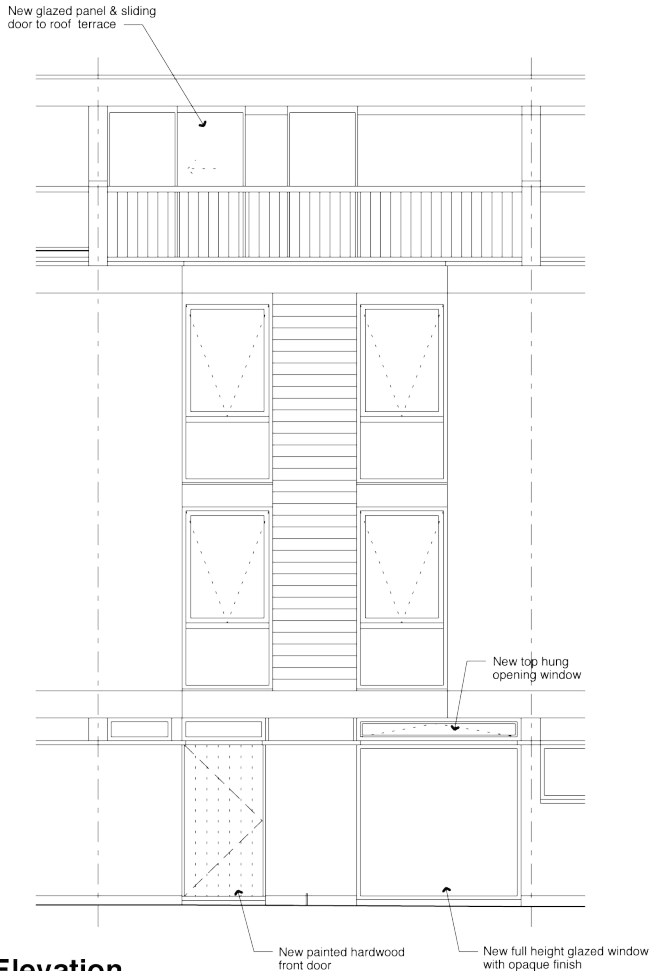 New glazed panel & sliding
door to roof terrace
New top hung
opening window
New painted hardwood
front door
New full height glazed window
with opaque finish
Elevation